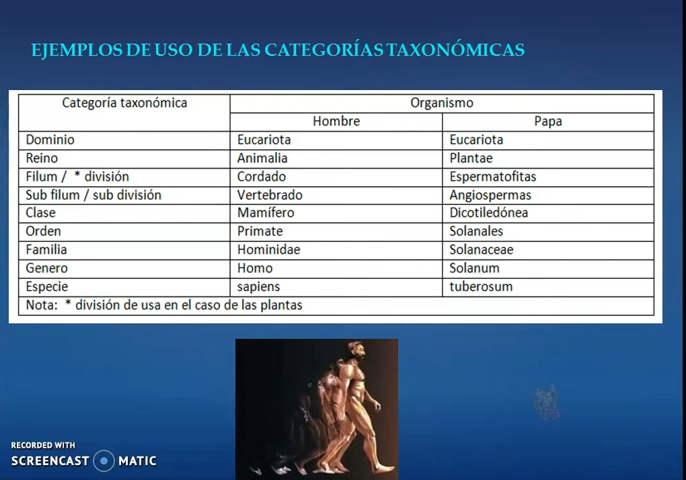 EJEMPLOS DE USO DE LAS CATEGORÍAS TAXONÓMICAS
Categoría taxonómica Organismo
Hombre Papa
Dominio Eucariota Eucariota
Reino Animalia Plantae
Filum / * división Cordado Espermatofitas
Sub filum / sub división Vertebrado Angiospermas
Clase Mamífero Dicotiledónea
Orden Primate Solanales
Familia Hominidae Solanaceae
Genero Homo Solanum
Especie sapiens tuberosum
Nota: * división de usa en el caso de las plantas
RECORDED WITH
SCREENCAST MATIC